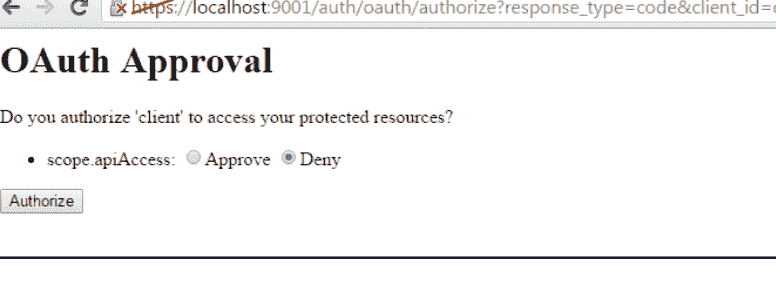 https://localhost:9001/auth/oauth/authorize?response_type=code&client_id=
OAuth Approval
Do you authorize 'client' to access your protected resources?
• scope.apiAccess: Approve Deny
Authorize